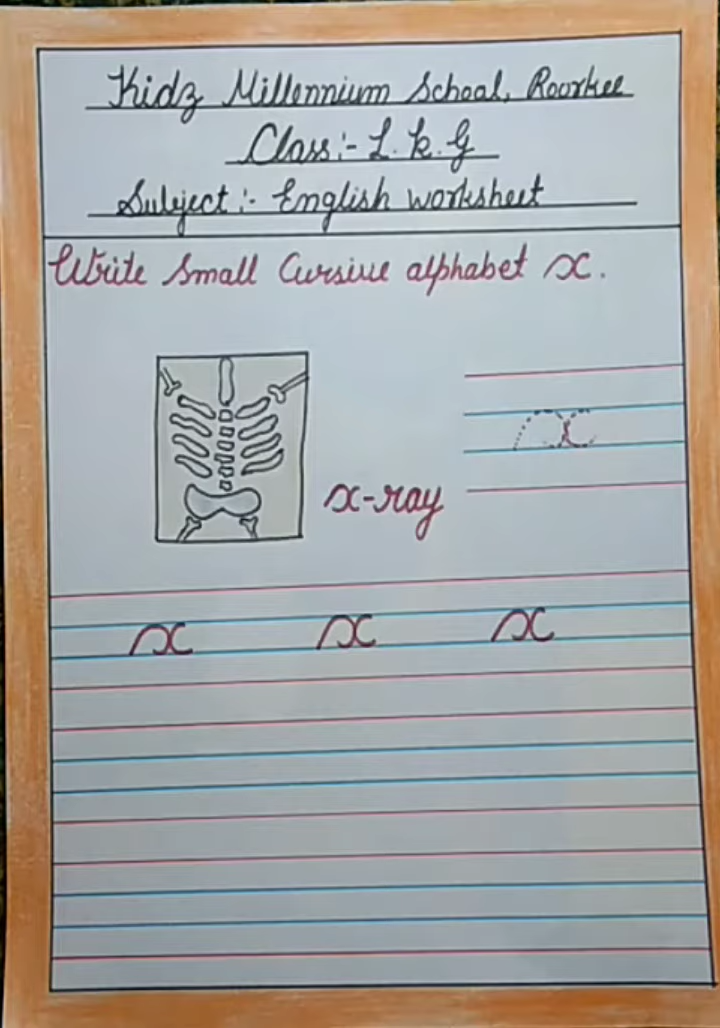 Kidz Millennium School, Roorkee
Class:- L.K.G
Subject:- English worksheet
Write Small Cursive alphabet x.
x
x-ray
x x x